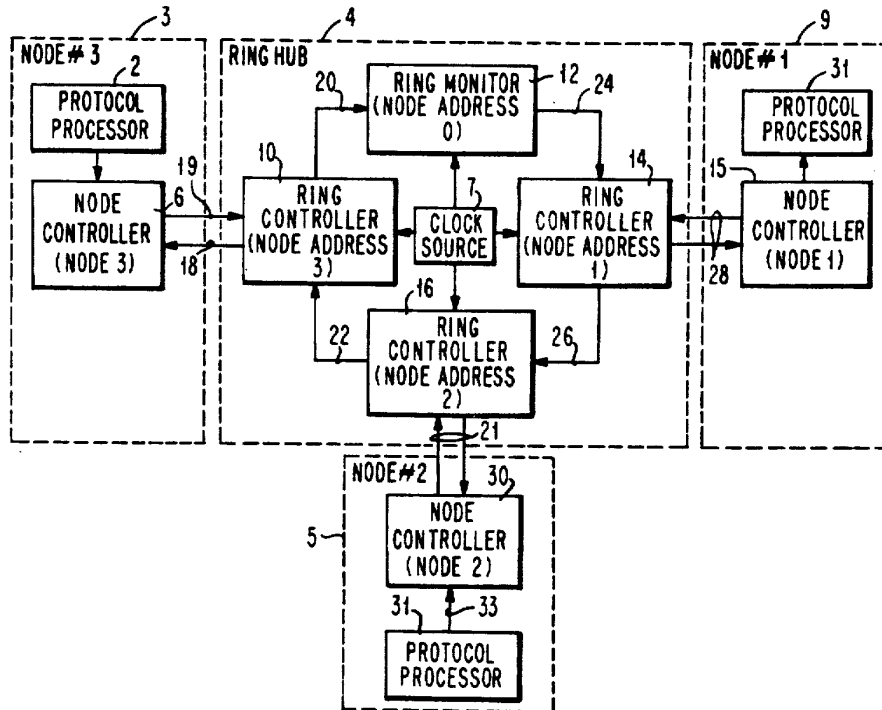 3
4
9
NODE# 3
2
PROTOCOL
PROCESSOR
6
NODE
CONTROLLER
(NODE 3)
19
18
RING HUB
20
12
RING MONITOR
(NODE ADDRESS
0)
24
10
RING
CONTROLLER
(NODE ADDRESS
3)
7
CLOCK
SOURCE
14
RING
CONTROLLER
(NODE ADDRESS
1)
16
RING
CONTROLLER
(NODE ADDRESS
2)
22
26
21
NODE#1
31
PROTOCOL
PROCESSOR
15
NODE
CONTROLLER
(NODE 1)
28
NODE#2
5
30
NODE
CONTROLLER
(NODE 2)
33
31
PROTOCOL
PROCESSOR